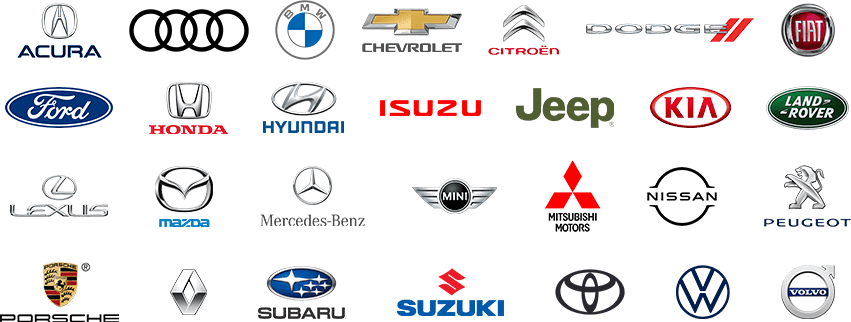 ACURA
BMW
CHEVROLET
CITROËN
DODGE
FIAT
Ford
HONDA
HYUNDAI
ISUZU
Jeep®
KIA
LAND
ROVER
LEXUS
mazda
Mercedes-Benz
MINI
MITSUBISHI
MOTORS
NISSAN
PEUGEOT
PORSCHE ®
PORSCHE
SUBARU
SUZUKI
VOLVO